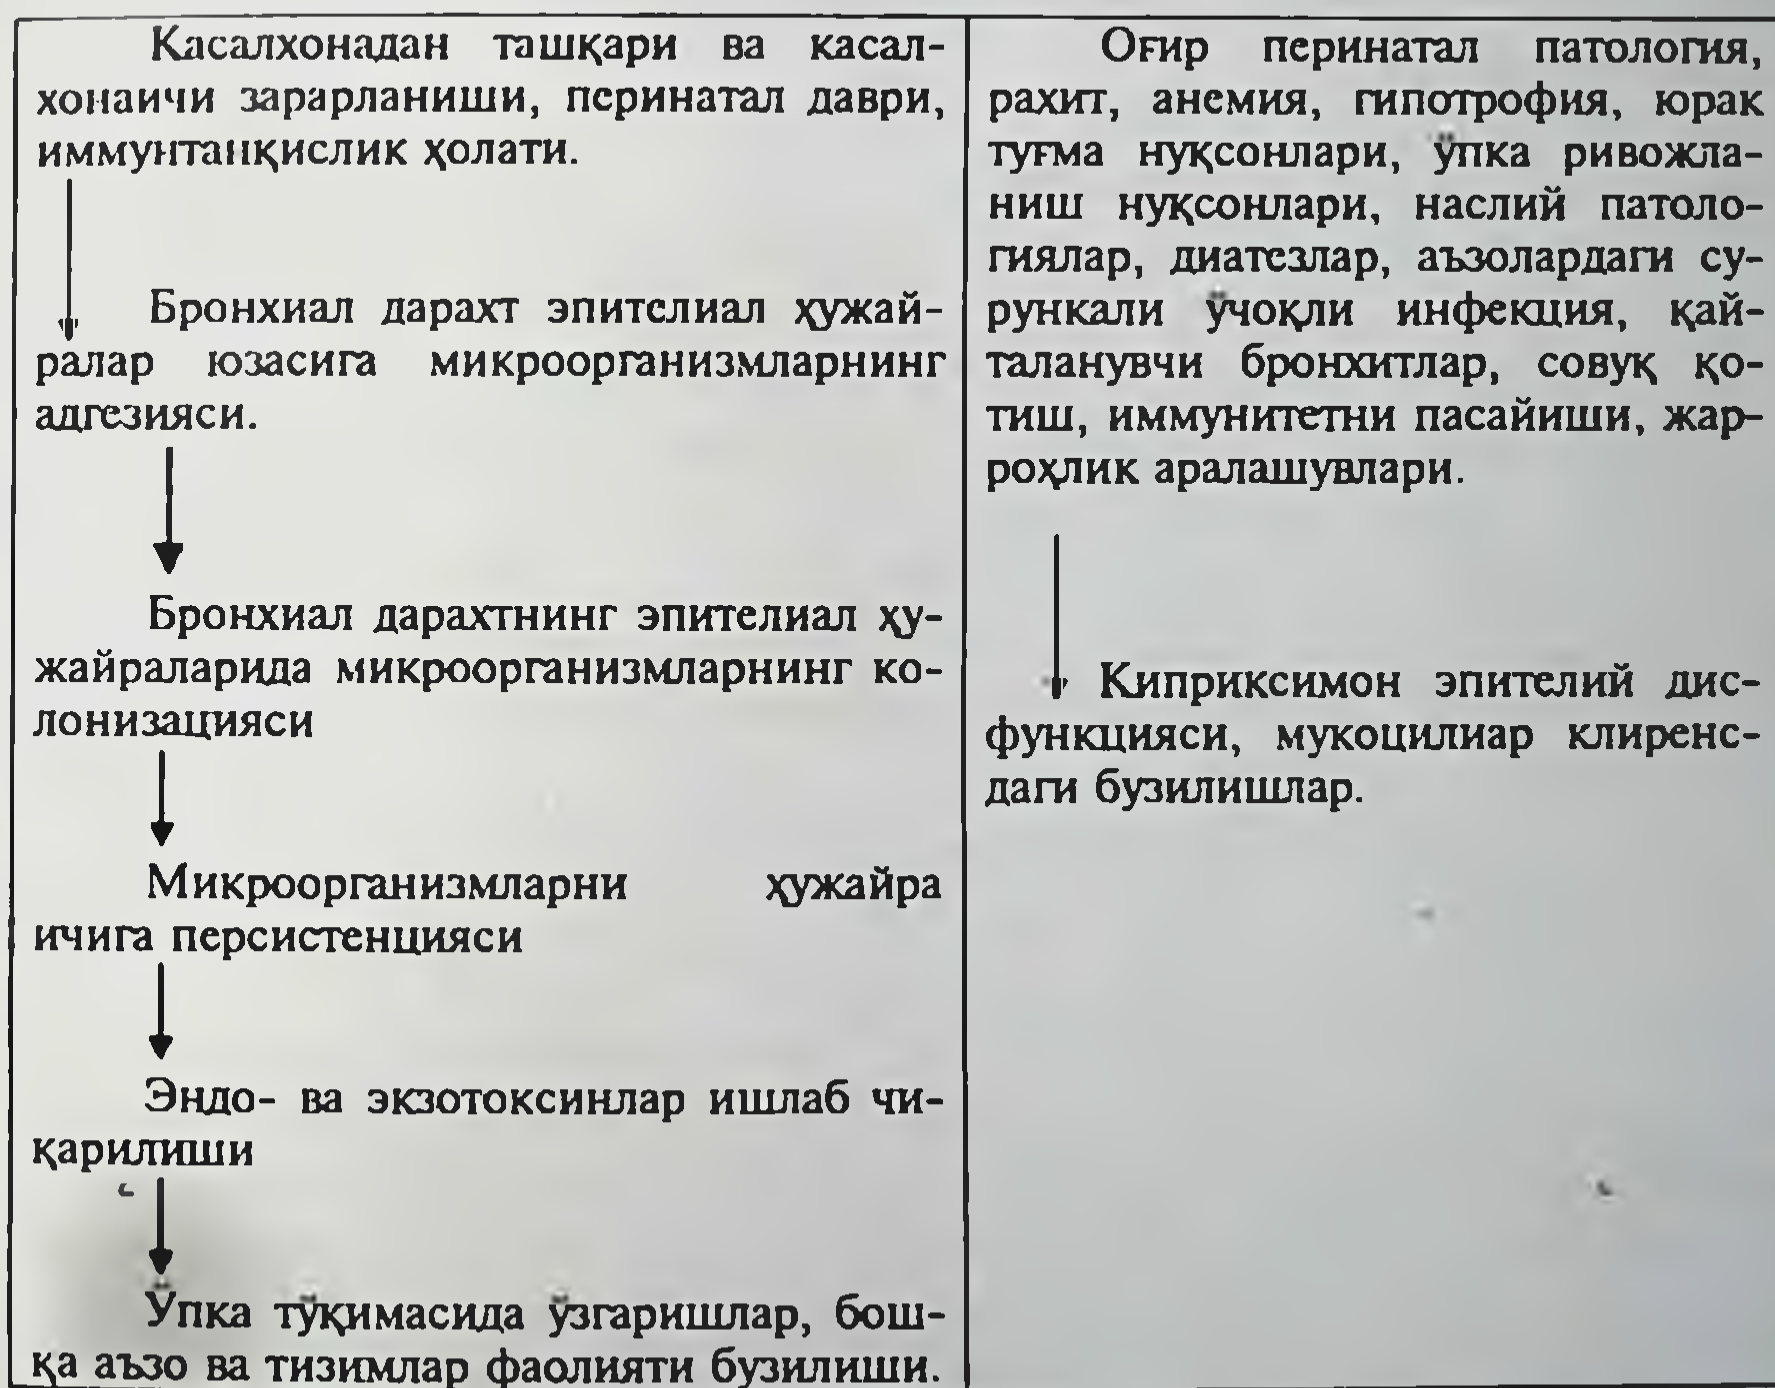 Касалхонадан ташқари ва касал-
хонаичи зарарланиши, перинатал даври,
иммунтанқислик ҳолати.
Бронхиал дарахт эпителиал ҳужай-
ралар юзасига микроорганизмларнинг
адгезияси.
Бронхиал дарахтнинг эпителиал ҳу-
жайраларида микроорганизмларнинг ко-
лонизацияси
Микроорганизмларни ҳужайра
ичига персистенцияси
Эндо- ва экзотоксинлар ишлаб чи-
қарилиши
Ўпка тўқимасида ўзгаришлар, бош-
қа аъзо ва тизимлар фаолияти бузилиши.
Оғир перинатал патология,
рахит, анемия, гипотрофия, юрак
туғма нуқсонлари, ўпка ривожла-
ниш нуқсонлари, наслий патоло-
гиялар, диатезлар, аъзолардаги су-
рункали ўчоқли инфекция, қай-
таланувчи бронхитлар, совуқ қо-
тиш, иммунитетни пасайиши, жар-
роҳлик аралашувлари.
Киприксимон эпителий дис-
функцияси, мукоцилиар клиренс-
даги бузилишлар.